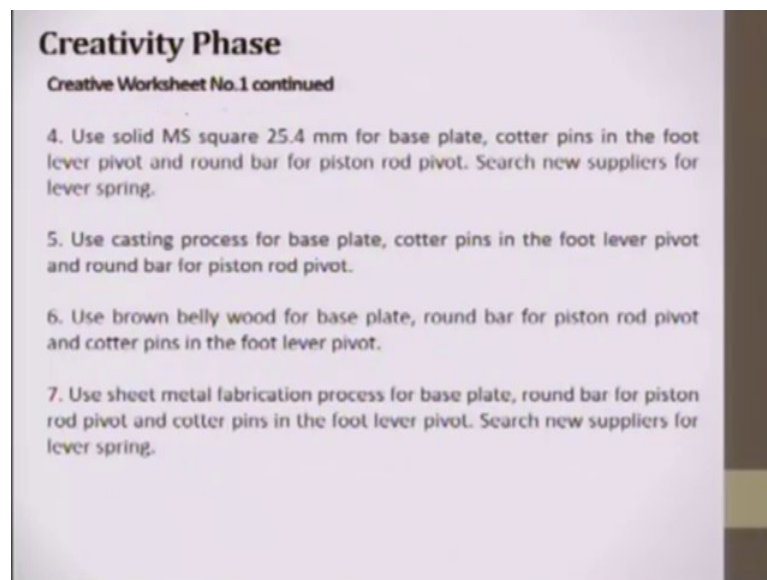 Creativity Phase
Creative Worksheet No.1 continued
4. Use solid MS square 25.4 mm for base plate, cotter pins in the foot
lever pivot and round bar for piston rod pivot. Search new suppliers for
lever spring.
5. Use casting process for base plate, cotter pins in the foot lever pivot
and round bar for piston rod pivot.
6. Use brown belly wood for base plate, round bar for piston rod pivot
and cotter pins in the foot lever pivot.
7. Use sheet metal fabrication process for base plate, round bar for piston
rod pivot and cotter pins in the foot lever pivot. Search new suppliers for
lever spring.